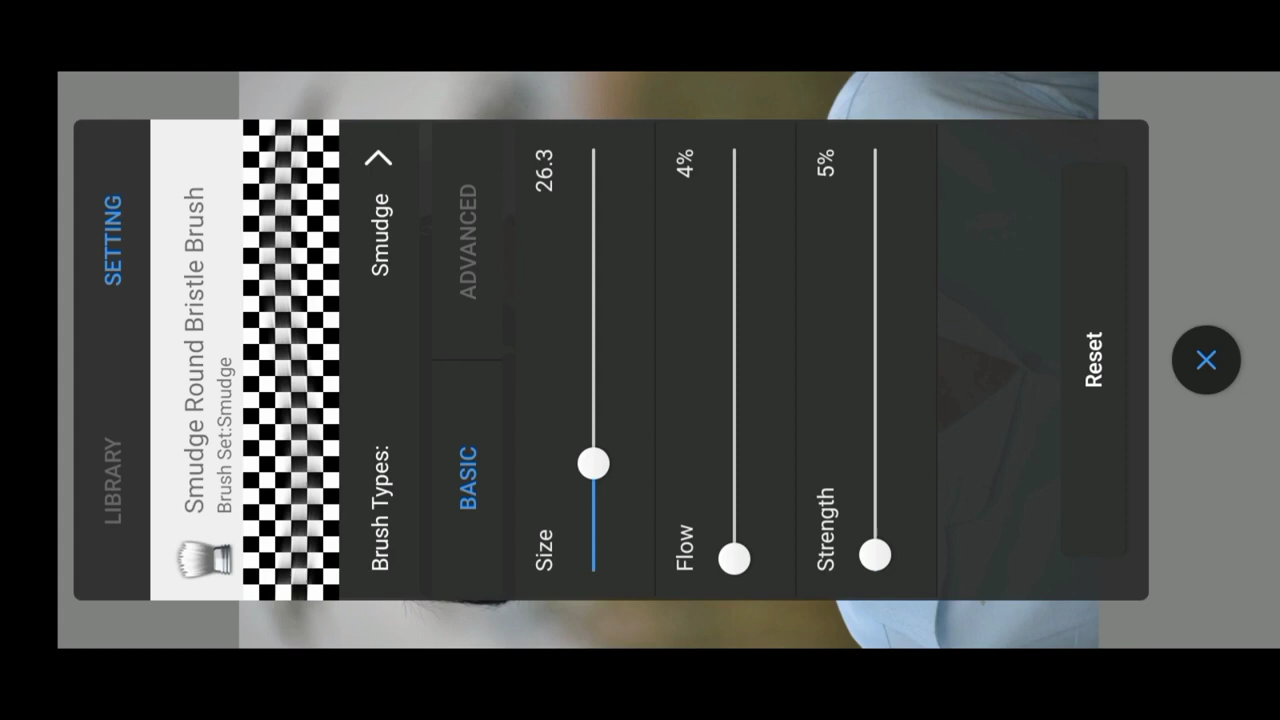 LIBRARY SETTING
Smudge Round Bristle Brush
Brush Set:Smudge
Brush Types: Smudge
BASIC ADVANCED
Size 26.3
Flow 4%
Strength 5%
Reset